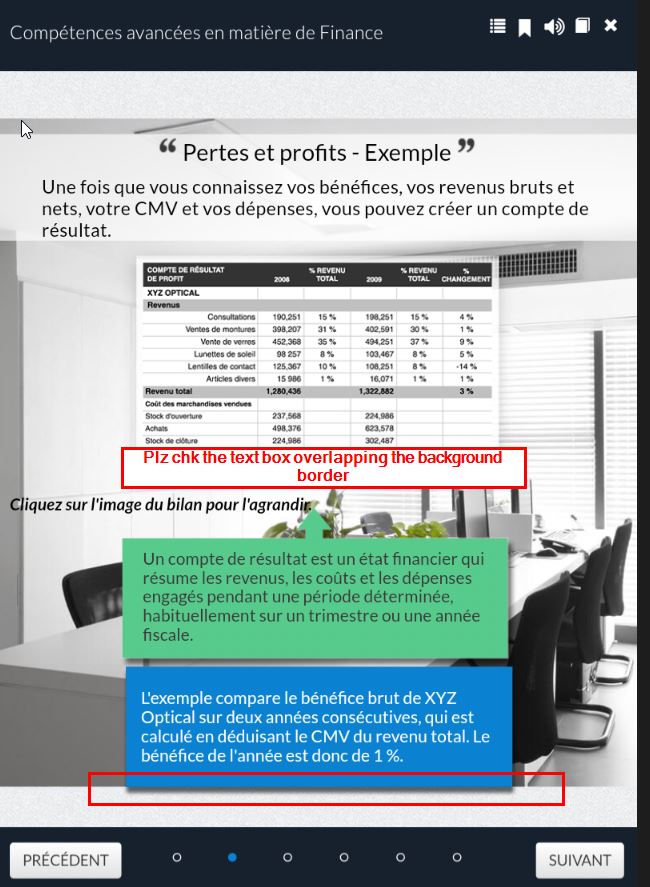 Compétences avancées en matière de Finance
“ Pertes et profits - Exemple ”
Une fois que vous connaissez vos bénéfices, vos revenus bruts et
nets, votre CMV et vos dépenses, vous pouvez créer un compte de
résultat.
COMPTE DE RÉSULTAT DE PROFIT 2008 % REVENU TOTAL 2009 % REVENU TOTAL % CHANGEMENT
XYZ OPTICAL
Revenus
Consultations 190,251 15 % 198,251 15 % 4 %
Ventes de montures 398,207 31 % 402,591 30 % 1 %
Vente de verres 452,368 35 % 494,251 37 % 9 %
Lunettes de soleil 98 257 8 % 103,467 8 % 5 %
Lentilles de contact 125,367 10 % 108,251 8 % -14 %
Articles divers 15 986 1 % 16,071 1 % 1 %
Revenu total 1,280,436 1,322,882 3 %
Coût des marchandises vendues
Stock d'ouverture 237,568 224,986
Achats 498,376 623,578
Stock de clôture 224,986 302,487
Plz chk the text box overlapping the background
border
Cliquez sur l'image du bilan pour l'agrandir.
Un compte de résultat est un état financier qui
résume les revenus, les coûts et les dépenses
engagés pendant une période déterminée,
habituellement sur un trimestre ou une année
fiscale.
L'exemple compare le bénéfice brut de XYZ
Optical sur deux années consécutives, qui est
calculé en déduisant le CMV du revenu total. Le
bénéfice de l'année est donc de 1 %.
PRÉCÉDENT
SUIVANT